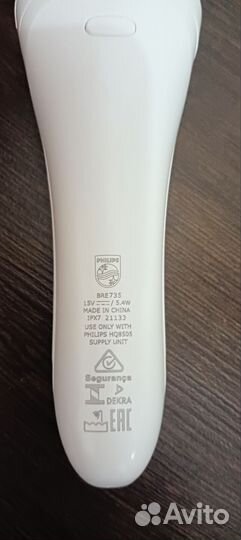 PHILIPS
BRE735
15V ⎓ / 5.4W
MADE IN CHINA
IPX7 21133
USE ONLY WITH
PHILIPS HQ8505
SUPPLY UNIT
Segurança
DEKRA
EAC
Avito